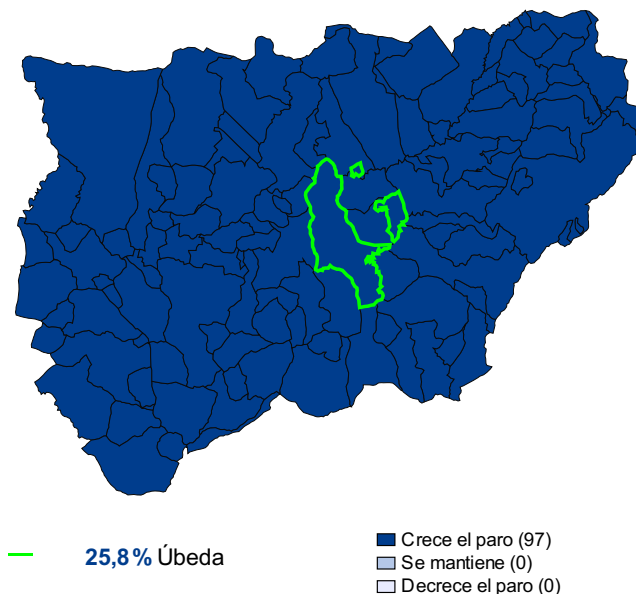 25,8% Úbeda
Crece el paro (97)
Se mantiene (0)
Decrece el paro (0)